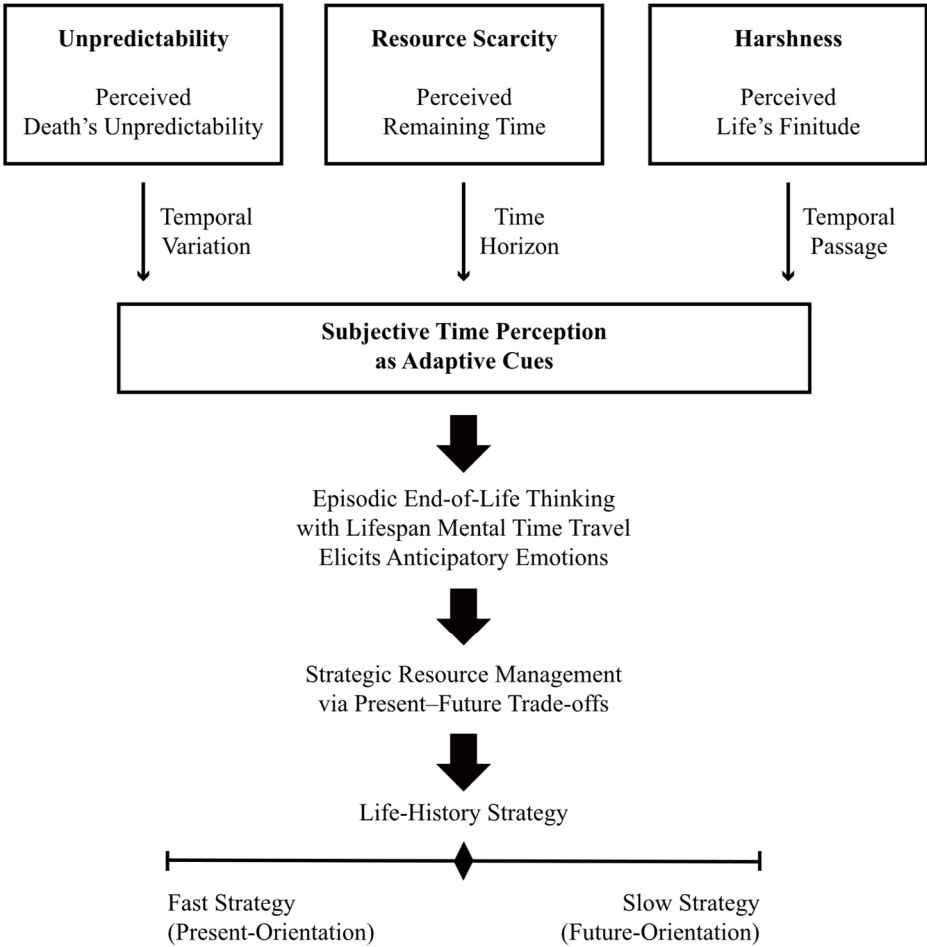 Unpredictability
Perceived
Death's Unpredictability
Resource Scarcity
Perceived
Remaining Time
Harshness
Perceived
Life's Finitude
Temporal
Variation
Time
Horizon
Temporal
Passage
Subjective Time Perception
as Adaptive Cues
Episodic End-of-Life Thinking
with Lifespan Mental Time Travel
Elicits Anticipatory Emotions
Strategic Resource Management
via Present–Future Trade-offs
Life-History Strategy
Fast Strategy
(Present-Orientation)
Slow Strategy
(Future-Orientation)